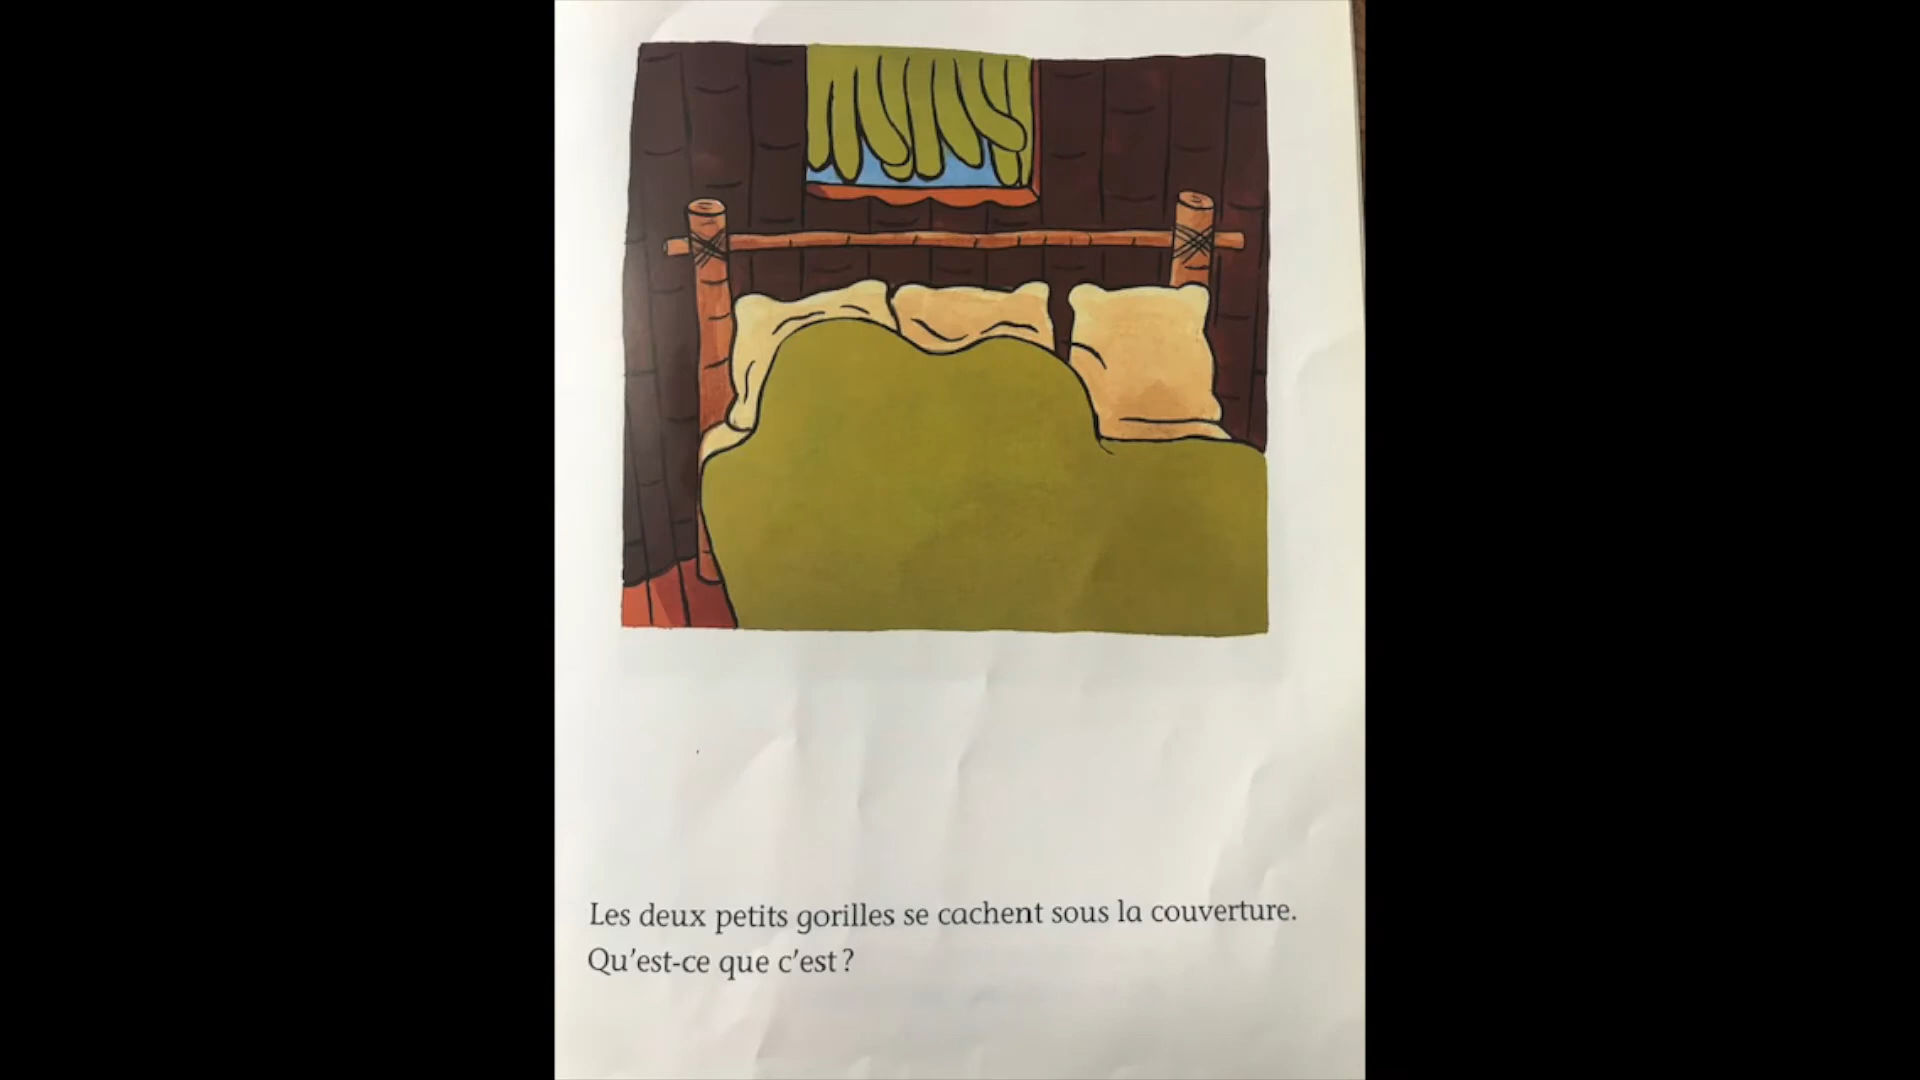 Les deux petits gorilles se cachent sous la couverture.
Qu'est-ce que c'est ?